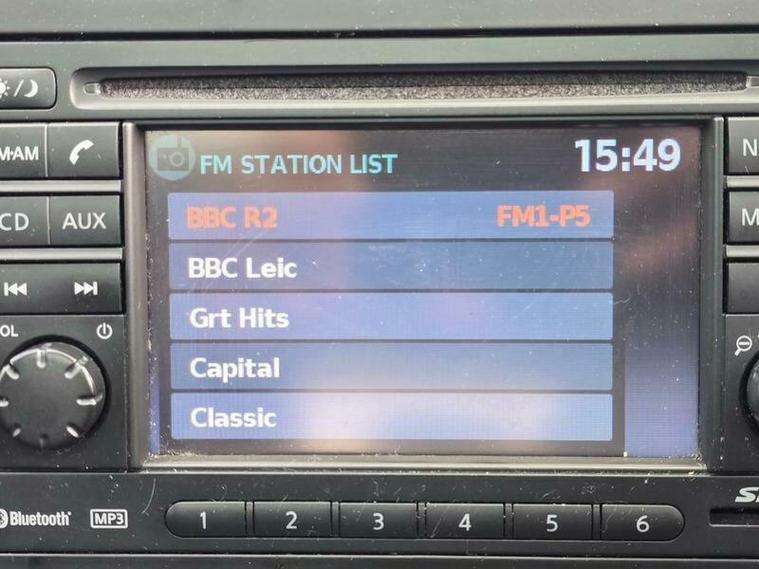 FM STATION LIST 15:49
M·AM
BBC R2 FM1-P5
CD AUX
BBC Leic
Grt Hits
OL
Capital
Classic
Bluetooth MP3 1 2 3 4 5 6